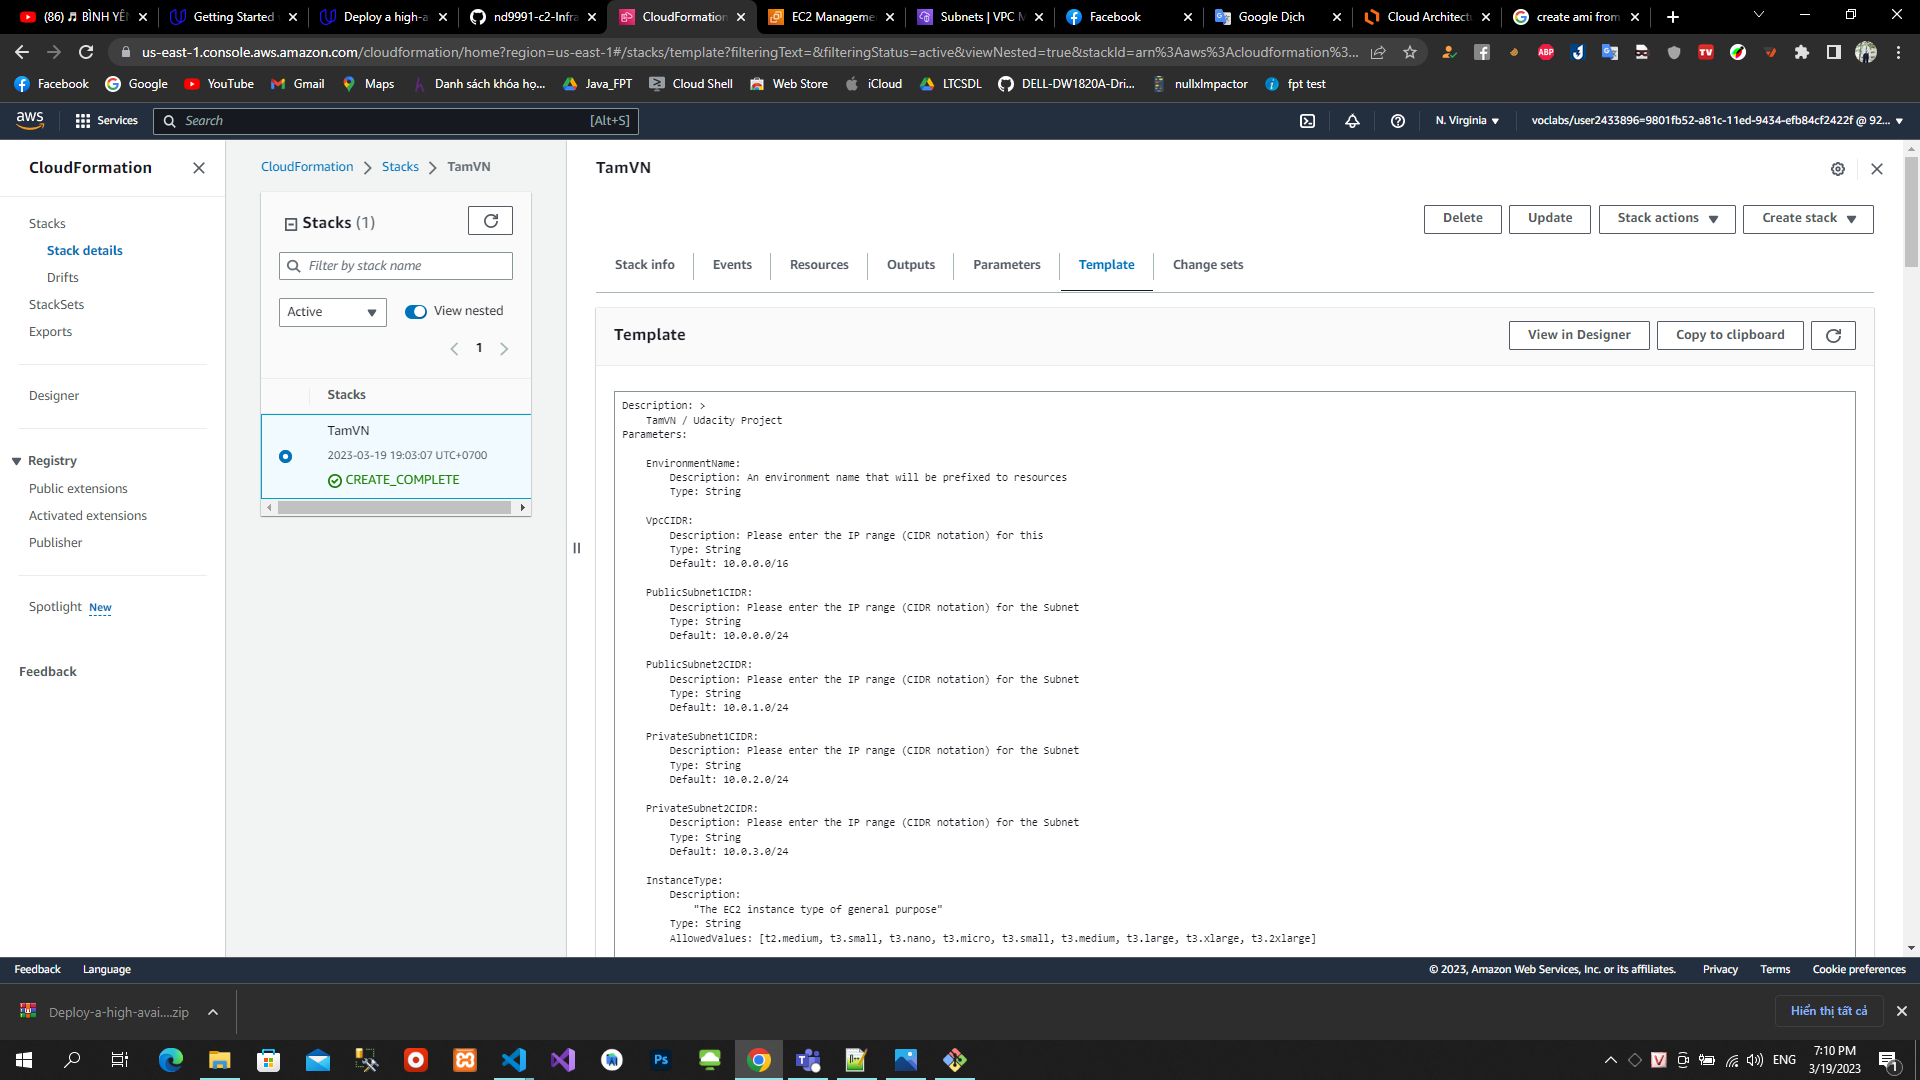 (86) ♬ BÌNH YÊN
Getting Started
Deploy a high-a
nd9991-c2-Infra
CloudFormation
EC2 Manageme
Subnets | VPC M
Facebook
Google Dịch
Cloud Architect
create ami from
us-east-1.console.aws.amazon.com/cloudformation/home?region=us-east-1#/stacks/template?filteringText=&filteringStatus=active&viewNested=true&stackId=arn%3Aaws%3Acloudformation%3...
Facebook
Google
YouTube
Gmail
Maps
Danh sách khóa họ...
Java_FPT
Cloud Shell
Web Store
iCloud
LTCSDL
DELL-DW1820A-Dri...
nullxImpactor
fpt test
aws
Services
Search
[Alt+S]
N. Virginia
voclabs/user2433896=9801fb52-a81c-11ed-9434-efb84cf2422f @ 92...
CloudFormation
Stacks
Stack details
Drifts
StackSets
Exports
Designer
Registry
Public extensions
Activated extensions
Publisher
Spotlight New
Feedback
CloudFormation
Stacks
TamVN
Stacks (1)
Filter by stack name
Active
View nested
1
Stacks
TamVN
2023-03-19 19:03:07 UTC+0700
CREATE_COMPLETE
TamVN
Delete
Update
Stack actions
Create stack
Stack info
Events
Resources
Outputs
Parameters
Template
Change sets
Template
View in Designer
Copy to clipboard
Description: >
TamVN / Udacity Project
Parameters:
EnvironmentName:
Description: An environment name that will be prefixed to resources
Type: String
VpcCIDR:
Description: Please enter the IP range (CIDR notation) for this
Type: String
Default: 10.0.0.0/16
PublicSubnet1CIDR:
Description: Please enter the IP range (CIDR notation) for the Subnet
Type: String
Default: 10.0.0.0/24
PublicSubnet2CIDR:
Description: Please enter the IP range (CIDR notation) for the Subnet
Type: String
Default: 10.0.1.0/24
PrivateSubnet1CIDR:
Description: Please enter the IP range (CIDR notation) for the Subnet
Type: String
Default: 10.0.2.0/24
PrivateSubnet2CIDR:
Description: Please enter the IP range (CIDR notation) for the Subnet
Type: String
Default: 10.0.3.0/24
InstanceType:
Description:
"The EC2 instance type of general purpose"
Type: String
AllowedValues: [t2.medium, t3.small, t3.nano, t3.micro, t3.small, t3.medium, t3.large, t3.xlarge, t3.2xlarge]
Feedback
Language
© 2023, Amazon Web Services, Inc. or its affiliates.
Privacy
Terms
Cookie preferences
Deploy-a-high-avai....zip
Hiển thị tất cả
ENG
7:10 PM
3/19/2023
1